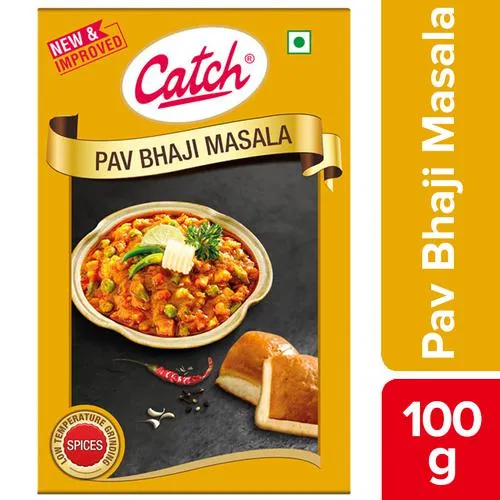 NEW &
IMPROVED
Catch®
PAV BHAJI MASALA
LOW TEMPERATURE GRINDING
SPICES
Pav Bhaji Masala
100
g